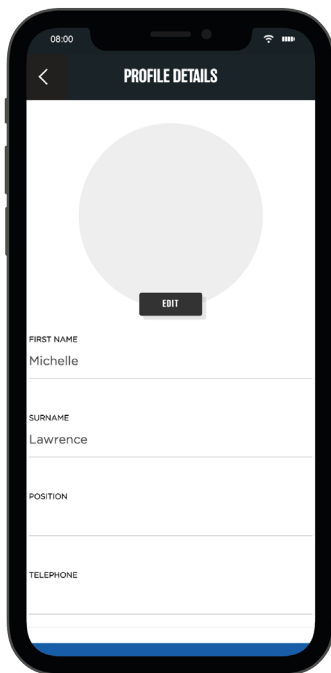 08:00
PROFILE DETAILS
EDIT
FIRST NAME
Michelle
SURNAME
Lawrence
POSITION
TELEPHONE